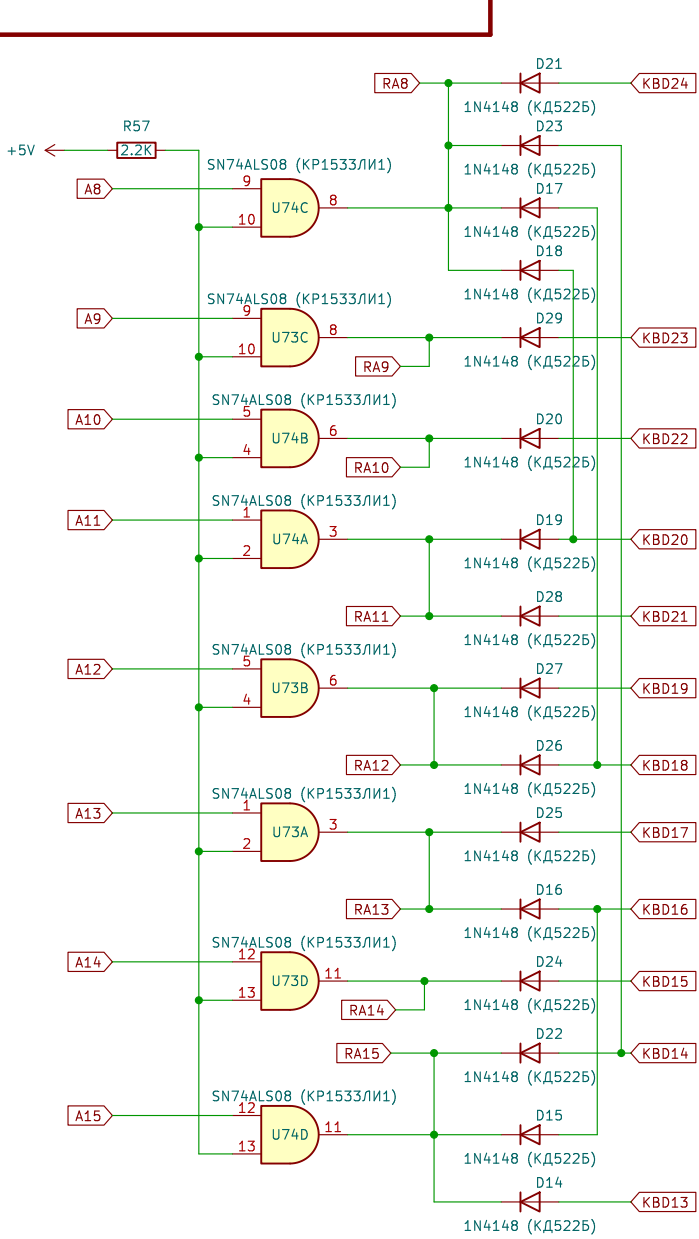 D21
RA8
KBD24
1N4148 (КД522Б)
R57
D23
+5V
2.2K
SN74ALS08 (КР1533ЛИ1)
1N4148 (КД522Б)
A8
9
D17
U74C
8
10
1N4148 (КД522Б)
D18
SN74ALS08 (КР1533ЛИ1)
1N4148 (КД522Б)
A9
9
D29
U73C
8
KBD23
10
1N4148 (КД522Б)
RA9
SN74ALS08 (КР1533ЛИ1)
A10
5
D20
U74B
6
KBD22
4
1N4148 (КД522Б)
RA10
SN74ALS08 (КР1533ЛИ1)
A11
1
D19
U74A
3
KBD20
2
1N4148 (КД522Б)
D28
RA11
KBD21
1N4148 (КД522Б)
SN74ALS08 (КР1533ЛИ1)
A12
5
D27
U73B
6
KBD19
4
1N4148 (КД522Б)
D26
RA12
KBD18
1N4148 (КД522Б)
SN74ALS08 (КР1533ЛИ1)
A13
1
D25
U73A
3
KBD17
2
1N4148 (КД522Б)
D16
RA13
KBD16
1N4148 (КД522Б)
SN74ALS08 (КР1533ЛИ1)
A14
12
D24
U73D
11
KBD15
13
1N4148 (КД522Б)
RA14
D22
RA15
KBD14
1N4148 (КД522Б)
SN74ALS08 (КР1533ЛИ1)
A15
12
D15
U74D
11
13
1N4148 (КД522Б)
D14
KBD13
1N4148 (КД522Б)